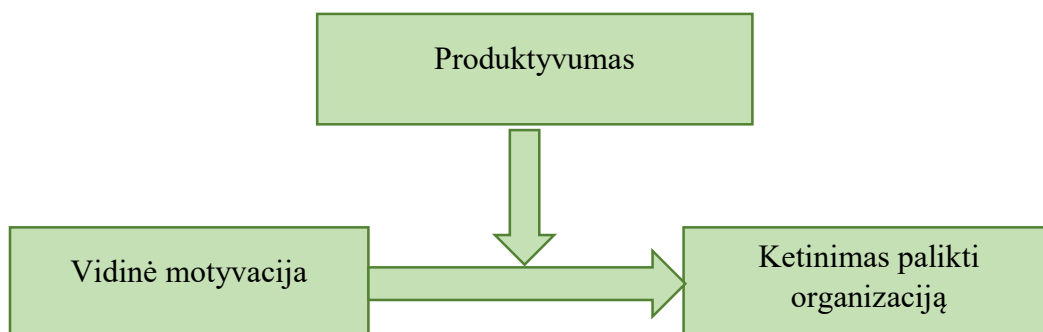 Produktyvumas
Vidinė motyvacija
Ketinimas palikti
organizaciją